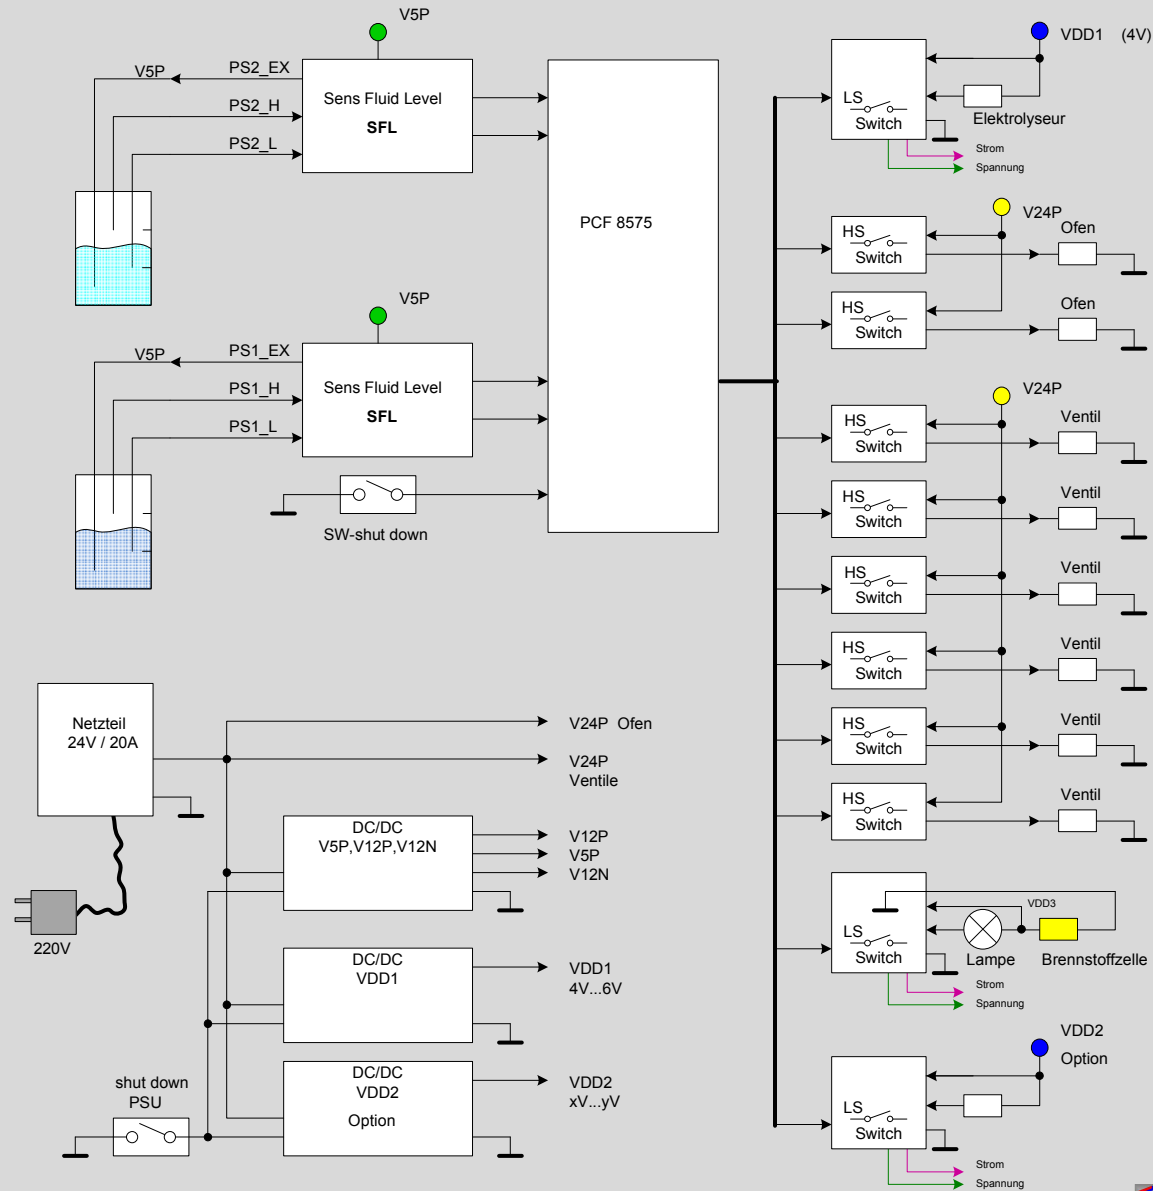 V5P
V5P
PS2_EX
PS2_H
PS2_L
Sens Fluid Level
SFL
V5P
V5P
PS1_EX
PS1_H
PS1_L
Sens Fluid Level
SFL
SW-shut down
PCF 8575
VDD1 (4V)
LS
Switch
Elektrolyseur
Strom
Spannung
V24P
HS
Switch
Ofen
HS
Switch
Ofen
V24P
HS
Switch
Ventil
HS
Switch
Ventil
HS
Switch
Ventil
HS
Switch
Ventil
HS
Switch
Ventil
HS
Switch
Ventil
VDD3
LS
Switch
Lampe
Brennstoffzelle
Strom
Spannung
VDD2
Option
LS
Switch
Strom
Spannung
Netzteil
24V / 20A
220V
V24P Ofen
V24P
Ventile
DC/DC
V5P,V12P,V12N
V12P
V5P
V12N
DC/DC
VDD1
VDD1
4V...6V
DC/DC
VDD2
Option
VDD2
xV...yV
shut down
PSU